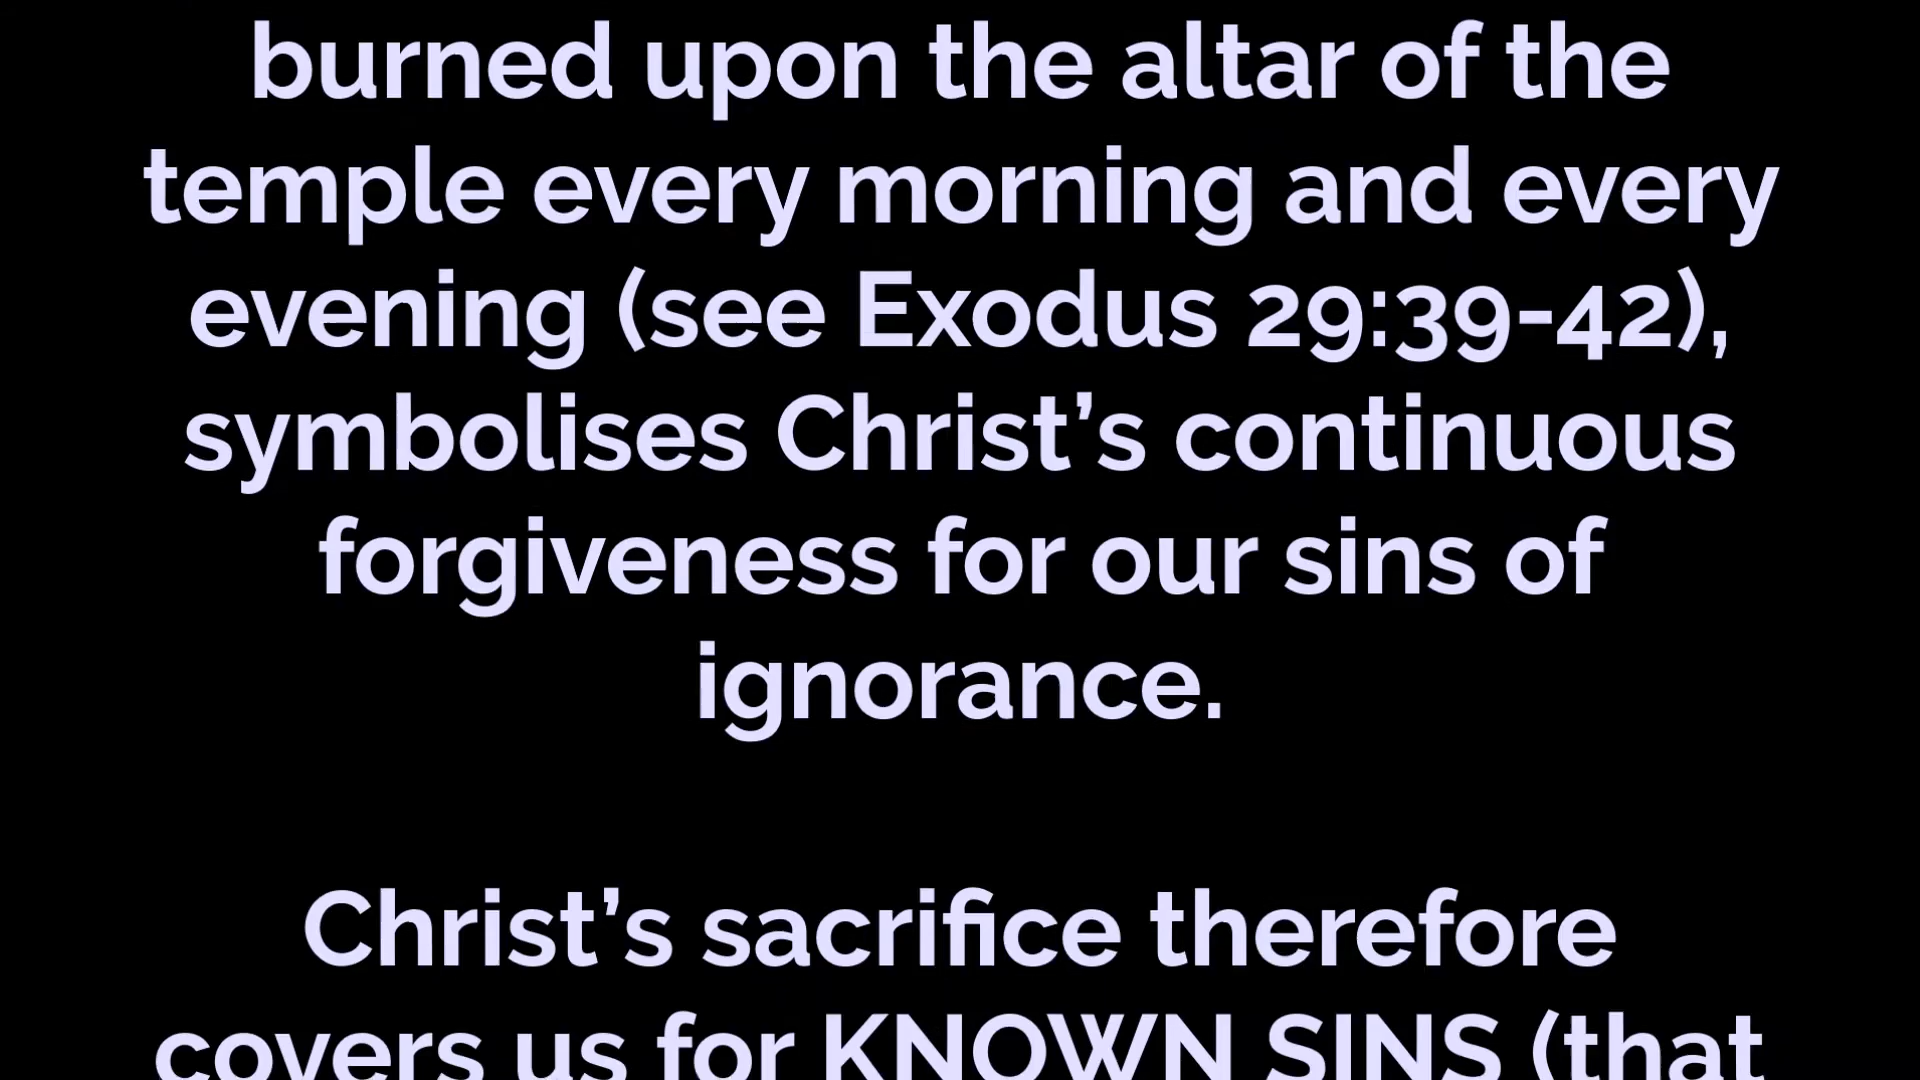 burned upon the altar of the
temple every morning and every
evening (see Exodus 29:39-42),
symbolises Christ’s continuous
forgiveness for our sins of
ignorance.
Christ’s sacrifice therefore
covers us for KNOWN SINS (that